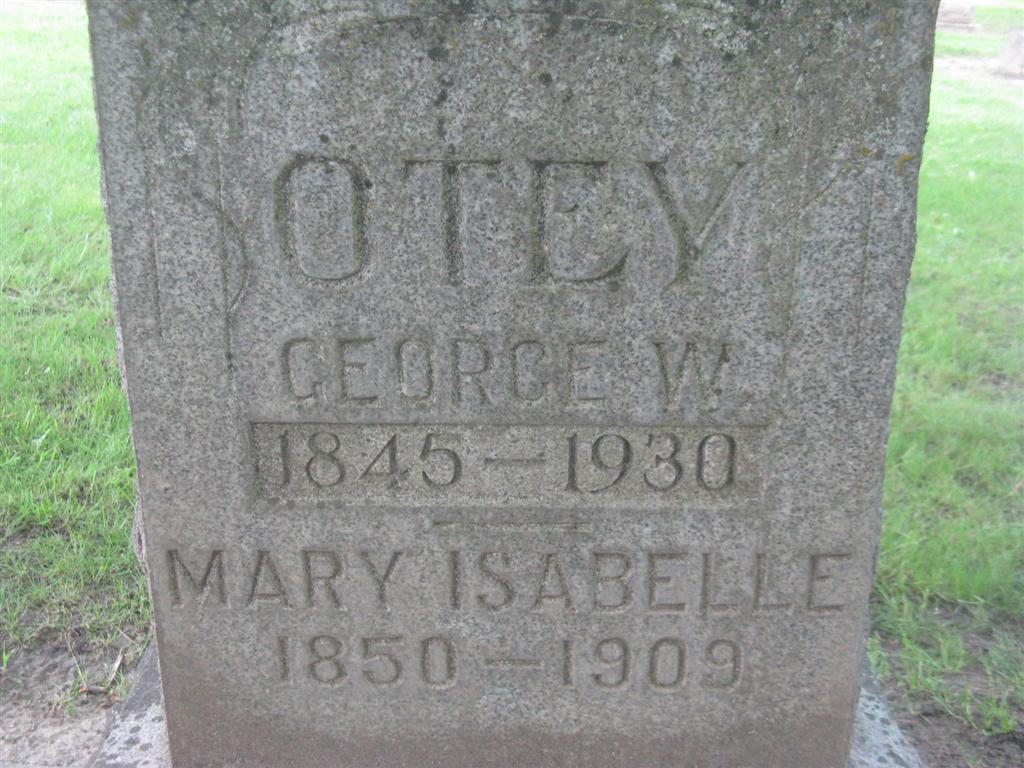 OTEY
GEORGE W.
1845 — 1930
MARY ISABELLE
1850 — 1909